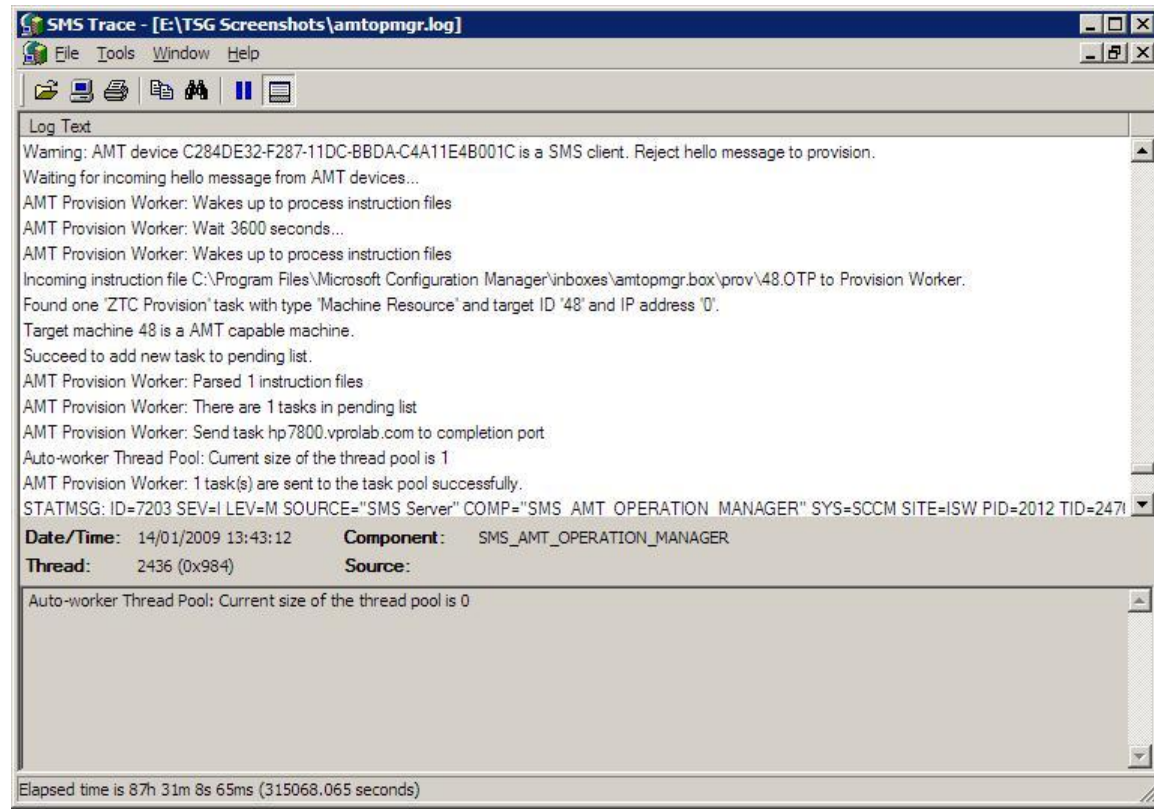 SMS Trace - [E:\TSG Screenshots\amtopmgr.log]
File Tools Window Help
Log Text
Warning: AMT device C284DE32-F287-11DC-BBDA-C4A11E4B001C is a SMS client. Reject hello message to provision.
Waiting for incoming hello message from AMT devices...
AMT Provision Worker: Wakes up to process instruction files
AMT Provision Worker: Wait 3600 seconds...
AMT Provision Worker: Wakes up to process instruction files
Incoming instruction file C:\Program Files\Microsoft Configuration Manager\inboxes\amtopmgr.box\prov\48.OTP to Provision Worker.
Found one 'ZTC Provision' task with type 'Machine Resource' and target ID '48' and IP address '0'.
Target machine 48 is a AMT capable machine.
Succeed to add new task to pending list.
AMT Provision Worker: Parsed 1 instruction files
AMT Provision Worker: There are 1 tasks in pending list
AMT Provision Worker: Send task hp7800.vprolab.com to completion port
Auto-worker Thread Pool: Current size of the thread pool is 1
AMT Provision Worker: 1 task(s) are sent to the task pool successfully.
STATMSG: ID=7203 SEV=I LEV=M SOURCE="SMS Server" COMP="SMS_AMT_OPERATION_MANAGER" SYS=SCCM SITE=ISW PID=2012 TID=2470
Date/Time: 14/01/2009 13:43:12 Component: SMS_AMT_OPERATION_MANAGER
Thread: 2436 (0x984) Source:
Auto-worker Thread Pool: Current size of the thread pool is 0
Elapsed time is 87h 31m 8s 65ms (315068.065 seconds)